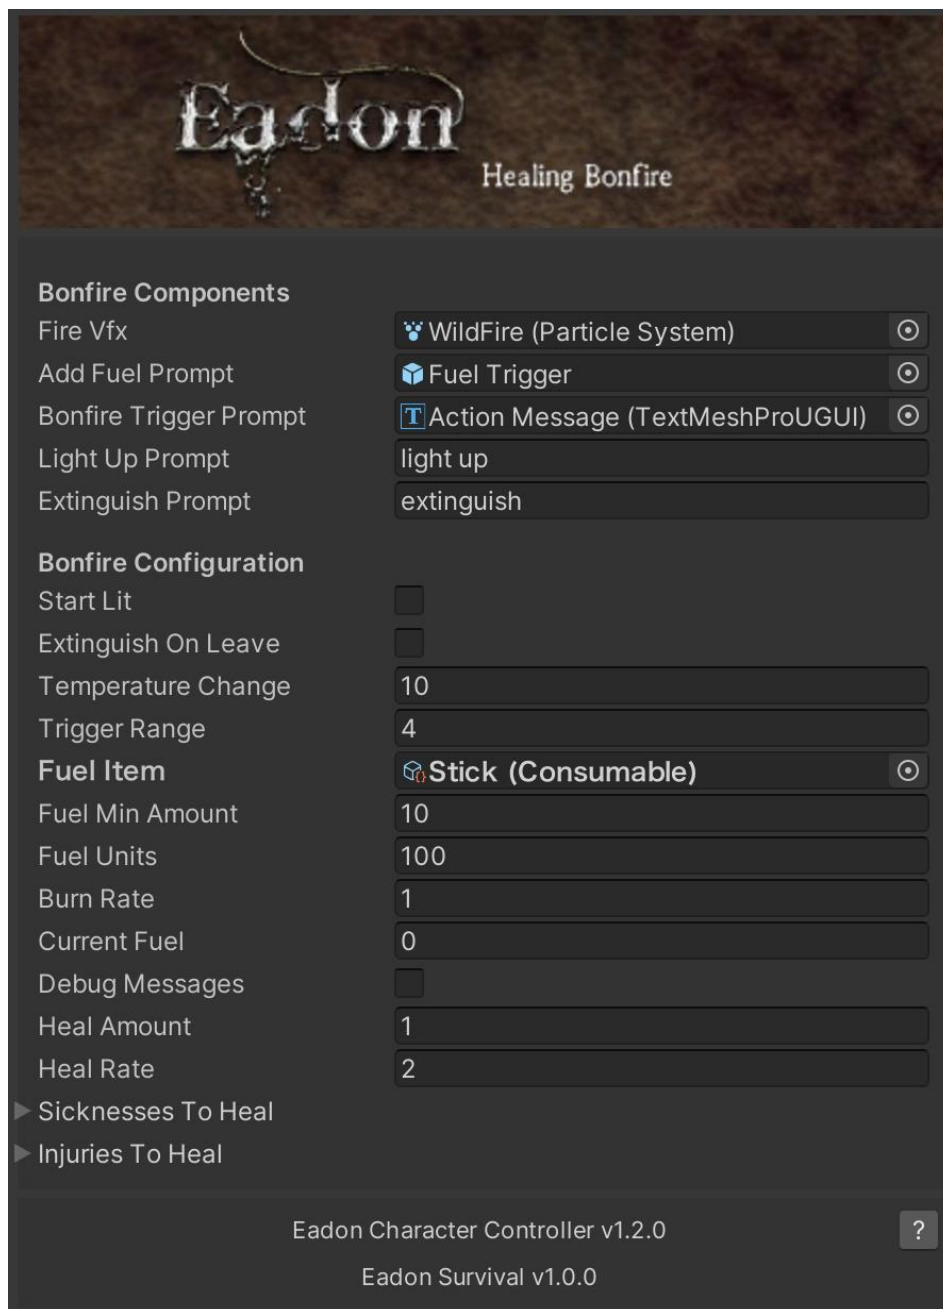 Eadon
Healing Bonfire
Bonfire Components
Fire Vfx WildFire (Particle System)
Add Fuel Prompt Fuel Trigger
Bonfire Trigger Prompt Action Message (TextMeshProUGUI)
Light Up Prompt light up
Extinguish Prompt extinguish
Bonfire Configuration
Start Lit
Extinguish On Leave
Temperature Change 10
Trigger Range 4
Fuel Item Stick (Consumable)
Fuel Min Amount 10
Fuel Units 100
Burn Rate 1
Current Fuel 0
Debug Messages
Heal Amount 1
Heal Rate 2
Sicknesses To Heal
Injuries To Heal
Eadon Character Controller v1.2.0 ?
Eadon Survival v1.0.0